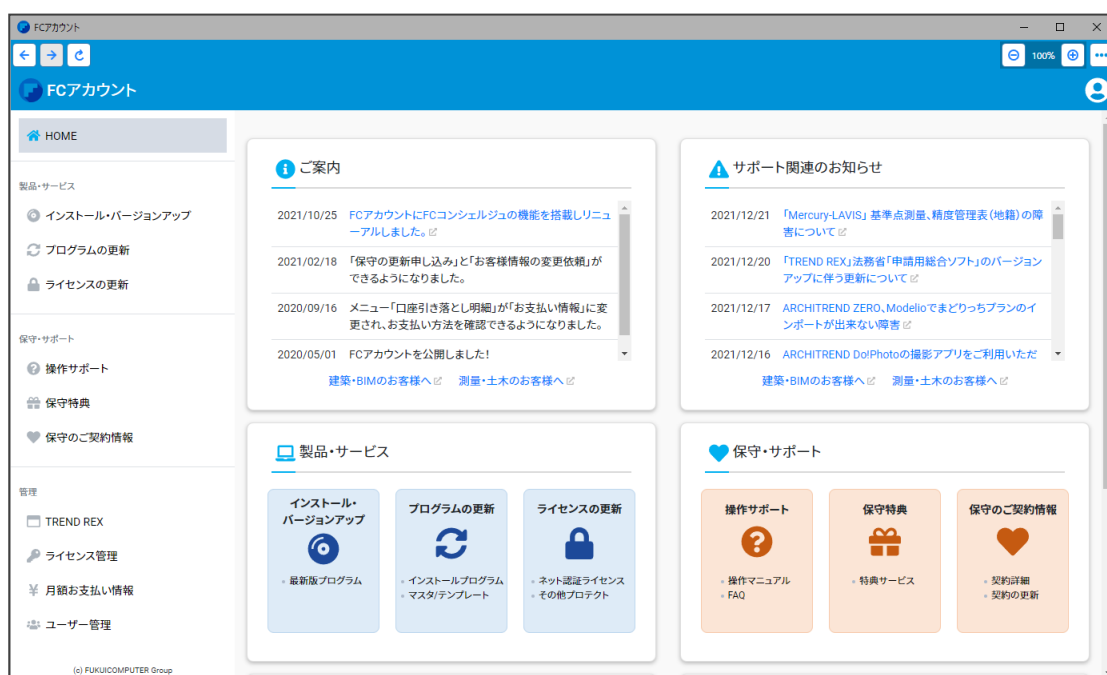 FCアカウント
100%
FCアカウント
HOME
製品・サービス
インストール・バージョンアップ
プログラムの更新
ライセンスの更新
保守・サポート
操作サポート
保守特典
保守のご契約情報
管理
TREND REX
ライセンス管理
月額お支払い情報
ユーザー管理
(c) FUKUICOMPUTER Group
ご案内
2021/10/25 FCアカウントにFCコンシェルジュの機能を搭載しリニュ
ーアルしました。
2021/02/18 「保守の更新申し込み」と「お客様情報の変更依頼」が
できるようになりました。
2020/09/16 メニュー「口座引き落とし明細」が「お支払い情報」に変
更され、お支払い方法を確認できるようになりました。
2020/05/01 FCアカウントを公開しました!
建築・BIMのお客様へ 測量・土木のお客様へ
サポート関連のお知らせ
2021/12/21 「Mercury-LAVIS」 基準点測量、精度管理表(地籍)の障
害について
2021/12/20 「TREND REX」法務省「申請用総合ソフト」のバージョン
アップに伴う更新について
2021/12/17 ARCHITREND ZERO、Modelioでまどりっちプランのイ
ンポートが出来ない障害
2021/12/16 ARCHITREND Do!Photoの撮影アプリをご利用いただ
建築・BIMのお客様へ 測量・土木のお客様へ
製品・サービス
インストール・
バージョンアップ
最新版プログラム
プログラムの更新
インストールプログラム
マスタ/テンプレート
ライセンスの更新
ネット認証ライセンス
その他プロテクト
保守・サポート
操作サポート
操作マニュアル
FAQ
保守特典
特典サービス
保守のご契約情報
契約詳細
契約の更新